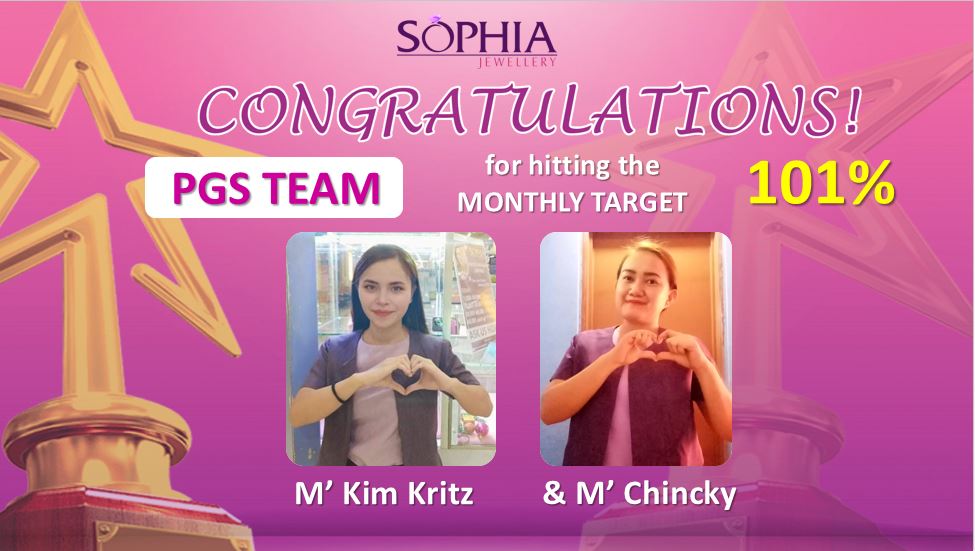 SOPHIA
JEWELLERY
CONGRATULATIONS!
PGS TEAM
for hitting the
MONTHLY TARGET
101%
M’ Kim Kritz
& M’ Chincky